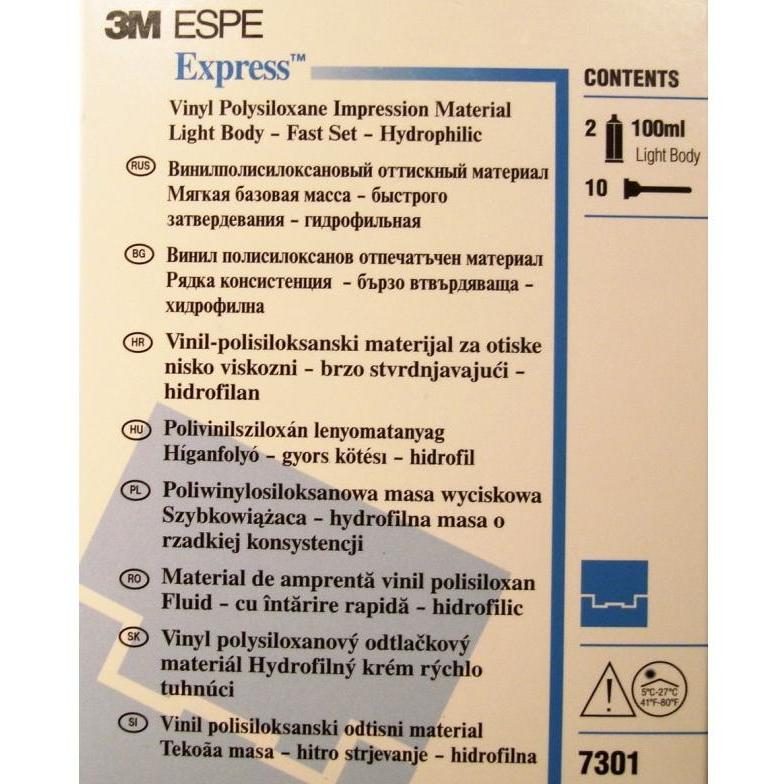 3M ESPE
Express™
Vinyl Polysiloxane Impression Material
Light Body – Fast Set – Hydrophilic
RUS Винилполисилоксановый оттискный материал
Мягкая базовая масса – быстрого
затвердевания – гидрофильная
BG Винил полисилоксанов отпечатъчен материал
Рядка консистенция – бързо втвърдяваща –
хидрофилна
HR Vinil-polisiloksanski materijal za otiske
nisko viskozni – brzo stvrdnjavajući –
hidrofilan
HU Polivinilsziloxán lenyomatanyag
Híganfolyó – gyors kötésı – hidrofil
PL Poliwinylosiloksanowa masa wyciskowa
Szybkowiążaca – hydrofilna masa o
rzadkiej konsystencji
RO Material de amprentă vinil polisiloxan
Fluid – cu întărire rapidă – hidrofilic
SK Vinyl polysiloxanový odtlačkový
materiál Hydrofilný krém rýchlo
tuhnúci
SI Vinil polisiloksanski odtisni material
Tekoãa masa – hitro strjevanje – hidrofilna
CONTENTS
2 100ml
Light Body
10
5°C-27°C
41°F-80°F
7301